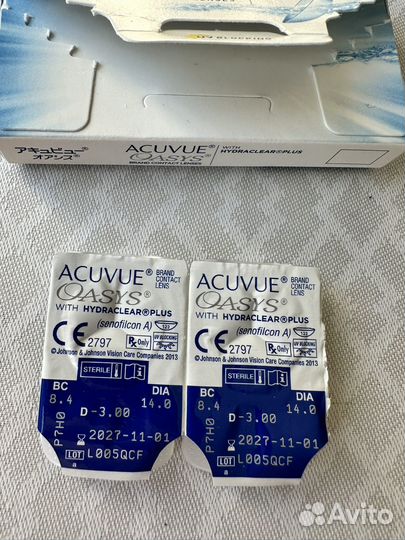 UV BLOCKING
アキュビュー®
オアシス®
ACUVUE®
OASYS®
BRAND CONTACT LENSES
WITH
HYDRACLEAR®PLUS
ACUVUE®
BRAND
CONTACT
LENS
OASYS®
WITH HYDRACLEAR®PLUS
(senofilcon A)
CE 2797
Rx Only
UV BLOCKING
©Johnson & Johnson Vision Care Companies 2013
STERILE
BC
8.4
DIA
14.0
D-3.00
P7H0
2027-11-01
LOT L005QCF
a
ACUVUE®
BRAND
CONTACT
LENS
OASYS®
WITH HYDRACLEAR®PLUS
(senofilcon A)
CE 2797
Rx Only
UV BLOCKING
©Johnson & Johnson Vision Care Companies 2013
STERILE
BC
8.4
DIA
14.0
D-3.00
P7H0
2027-11-01
LOT L005QCF
a
Avito